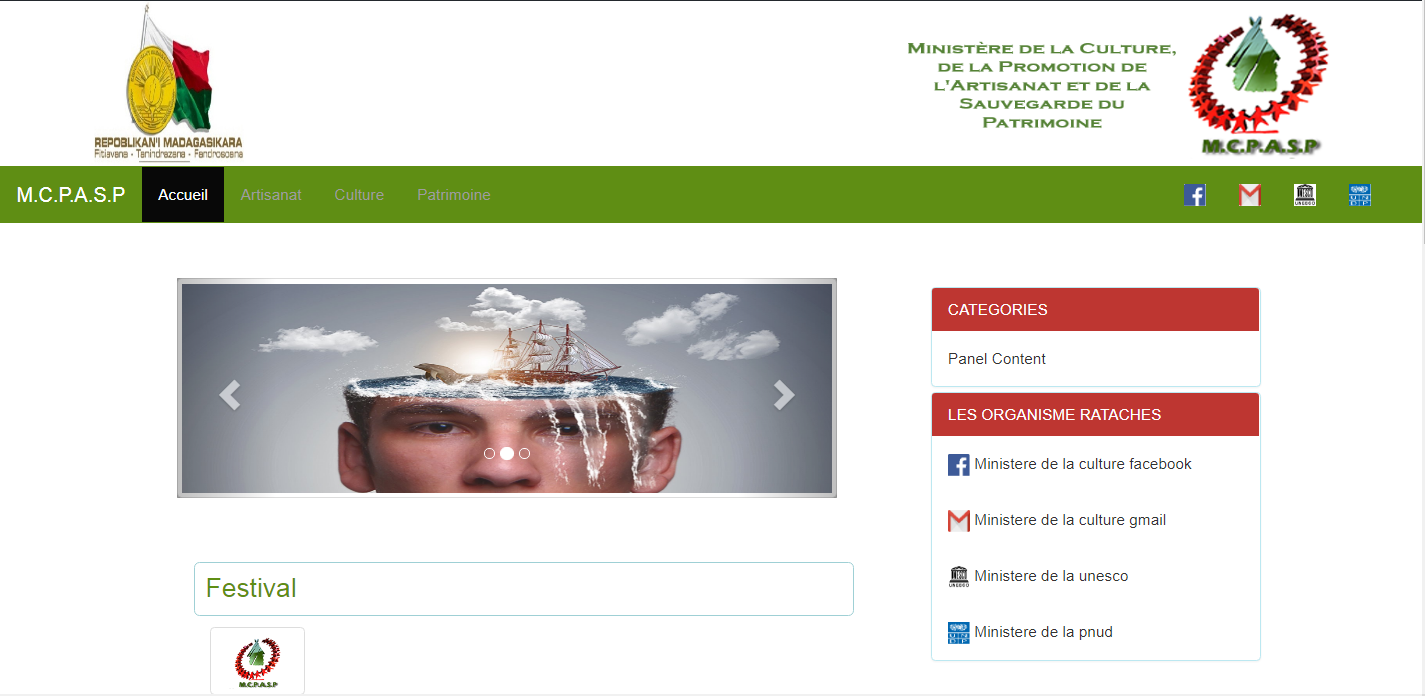 REPOBLIKAN'I MADAGASIKARA
Fitiavana - Tanindrazana - Fandrosoana
Ministère de la Culture,
de la Promotion de
l'Artisanat et de la
Sauvegarde du
Patrimoine
M.C.P.A.S.P
M.C.P.A.S.P
Accueil
Artisanat
Culture
Patrimoine
UNESCO
CATEGORIES
Panel Content
LES ORGANISME RATACHES
Ministere de la culture facebook
Ministere de la culture gmail
UNESCO
Ministere de la unesco
Ministere de la pnud
Festival
M.C.P.A.S.P